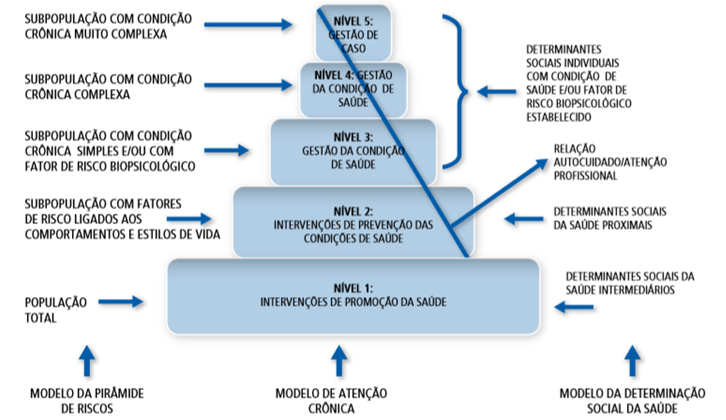 SUBPOPULAÇÃO COM CONDIÇÃO
CRÔNICA MUITO COMPLEXA
SUBPOPULAÇÃO COM CONDIÇÃO
CRÔNICA COMPLEXA
SUBPOPULAÇÃO COM CONDIÇÃO
CRÔNICA SIMPLES E/OU COM
FATOR DE RISCO BIOPSICOLÓGICO
SUBPOPULAÇÃO COM FATORES
DE RISCO LIGADOS AOS
COMPORTAMENTOS E ESTILOS DE VIDA
POPULAÇÃO
TOTAL
NÍVEL 5:
GESTÃO DE
CASO
NÍVEL 4: GESTÃO
DA CONDIÇÃO DE
SAÚDE
NÍVEL 3:
GESTÃO DA CONDIÇÃO
DE SAÚDE
NÍVEL 2:
INTERVENÇÕES DE PREVENÇÃO DAS
CONDIÇÕES DE SAÚDE
NÍVEL 1:
INTERVENÇÕES DE PROMOÇÃO DA SAÚDE
DETERMINANTES
SOCIAIS INDIVIDUAIS
COM CONDIÇÃO DE
SAÚDE E/OU FATOR DE
RISCO BIOPSICOLÓGICO
ESTABELECIDO
RELAÇÃO
AUTOCUIDADO/ATENÇÃO
PROFISSIONAL
DETERMINANTES SOCIAIS
DA SAÚDE PROXIMAIS
DETERMINANTES SOCIAIS DA
SAÚDE INTERMEDIÁRIOS
MODELO DA PIRÂMIDE
DE RISCOS
MODELO DE ATENÇÃO
CRÔNICA
MODELO DA DETERMINAÇÃO
SOCIAL DA SAÚDE